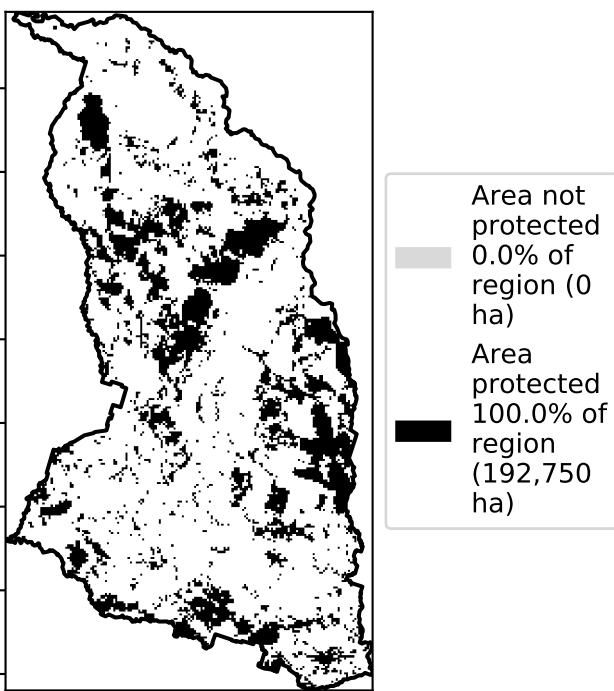 Area not
protected
0.0% of
region (0
ha)
Area
protected
100.0% of
region
(192,750
ha)